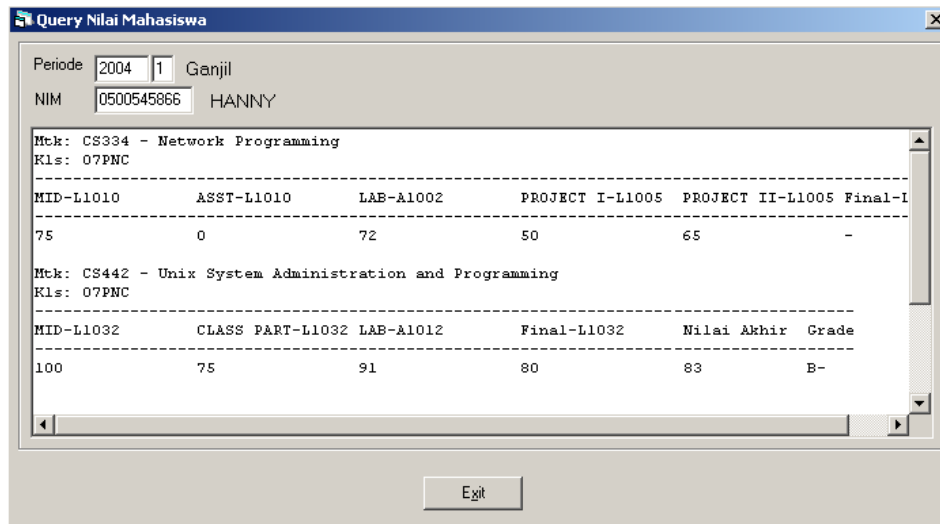 Query Nilai Mahasiswa
Periode 2004 1 Ganjil
NIM 0500545866 HANNY
Mtk: CS334 - Network Programming
Kls: 07PNC
MID-L1010 ASST-L1010 LAB-A1002 PROJECT I-L1005 PROJECT II-L1005 Final-L
75 0 72 50 65 -
Mtk: CS442 - Unix System Administration and Programming
Kls: 07PNC
MID-L1032 CLASS PART-L1032 LAB-A1012 Final-L1032 Nilai Akhir Grade
100 75 91 80 83 B-
Exit